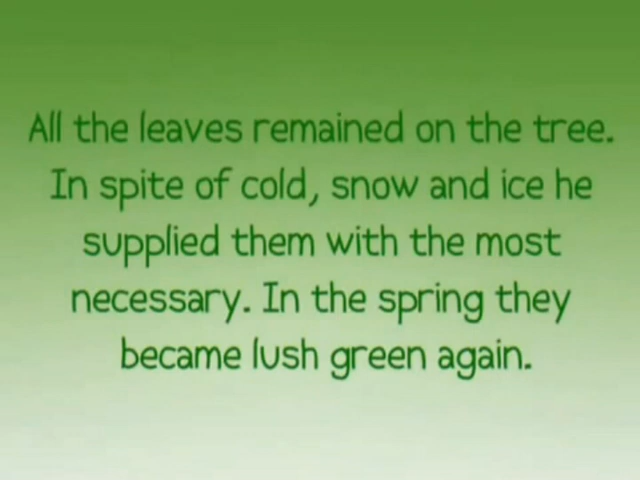 All the leaves remained on the tree.
In spite of cold, snow and ice he
supplied them with the most
necessary. In the spring they
became lush green again.